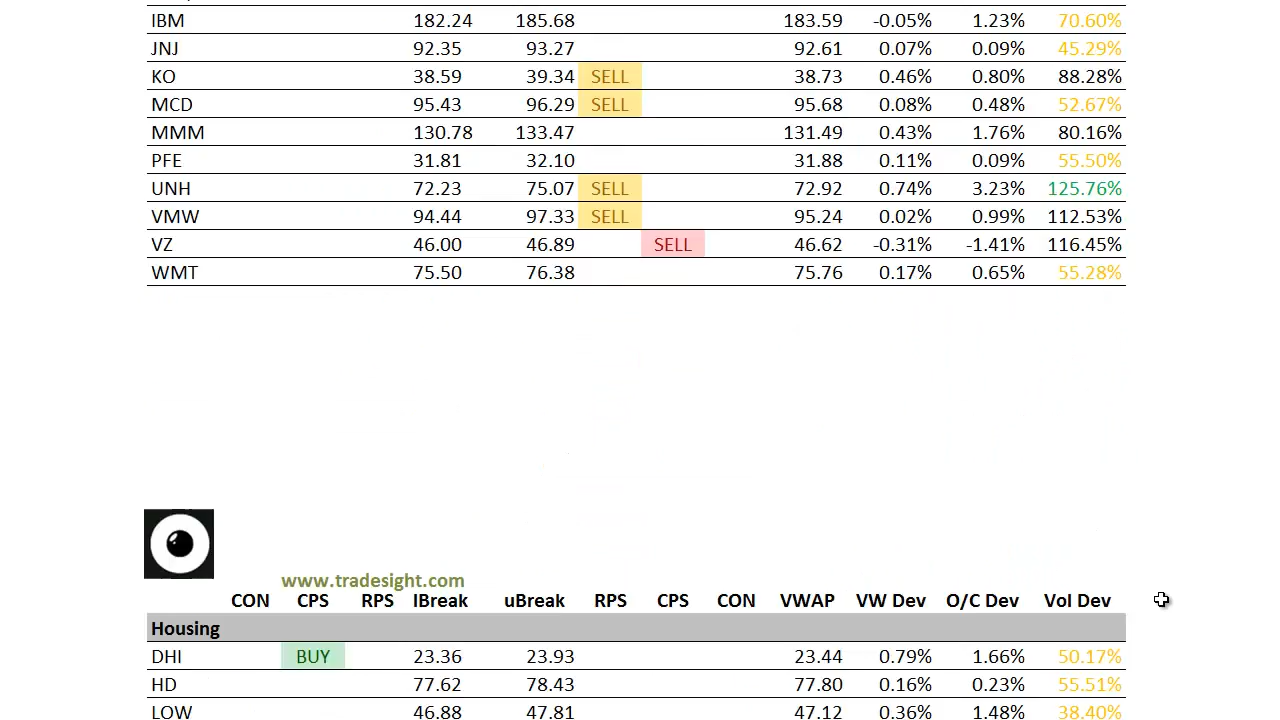 IBM 182.24 185.68 183.59 -0.05% 1.23% 70.60%
JNJ 92.35 93.27 92.61 0.07% 0.09% 45.29%
KO 38.59 39.34 SELL 38.73 0.46% 0.80% 88.28%
MCD 95.43 96.29 SELL 95.68 0.08% 0.48% 52.67%
MMM 130.78 133.47 131.49 0.43% 1.76% 80.16%
PFE 31.81 32.10 31.88 0.11% 0.09% 55.50%
UNH 72.23 75.07 SELL 72.92 0.74% 3.23% 125.76%
VMW 94.44 97.33 SELL 95.24 0.02% 0.99% 112.53%
VZ 46.00 46.89 SELL 46.62 -0.31% -1.41% 116.45%
WMT 75.50 76.38 75.76 0.17% 0.65% 55.28%
www.tradesight.com
CON CPS RPS lBreak uBreak RPS CPS CON VWAP VW Dev O/C Dev Vol Dev
Housing
DHI BUY 23.36 23.93 23.44 0.79% 1.66% 50.17%
HD 77.62 78.43 77.80 0.16% 0.23% 55.51%
LOW 46.88 47.81 47.12 0.36% 1.48% 38.40%